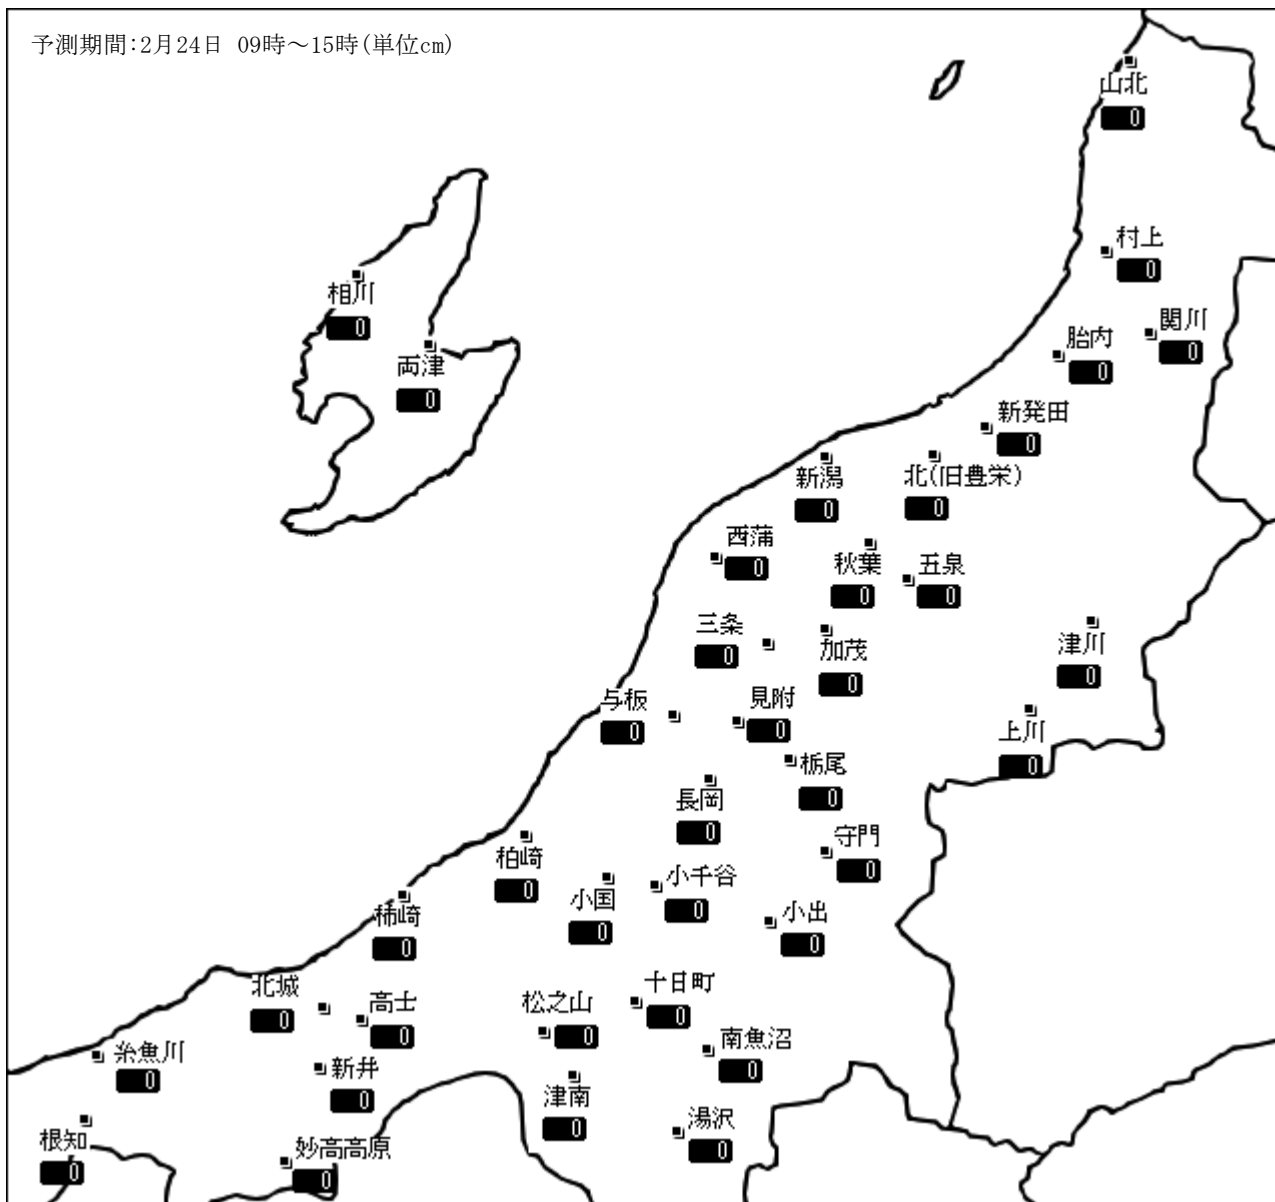 予測期間:2月24日 09時～15時(単位cm)
山北
0
村上
0
相川
0
関川
0
胎内
0
両津
0
新発田
0
新潟
0
北(旧豊栄)
0
西蒲
0
秋葉
0
五泉
0
三条
0
加茂
0
津川
0
与板
0
見附
0
上川
0
栃尾
0
長岡
0
守門
0
柏崎
0
小千谷
0
小国
0
小出
0
柿崎
0
北城
0
高士
0
松之山
0
十日町
0
南魚沼
0
糸魚川
0
新井
0
津南
0
湯沢
0
根知
0
妙高高原
0